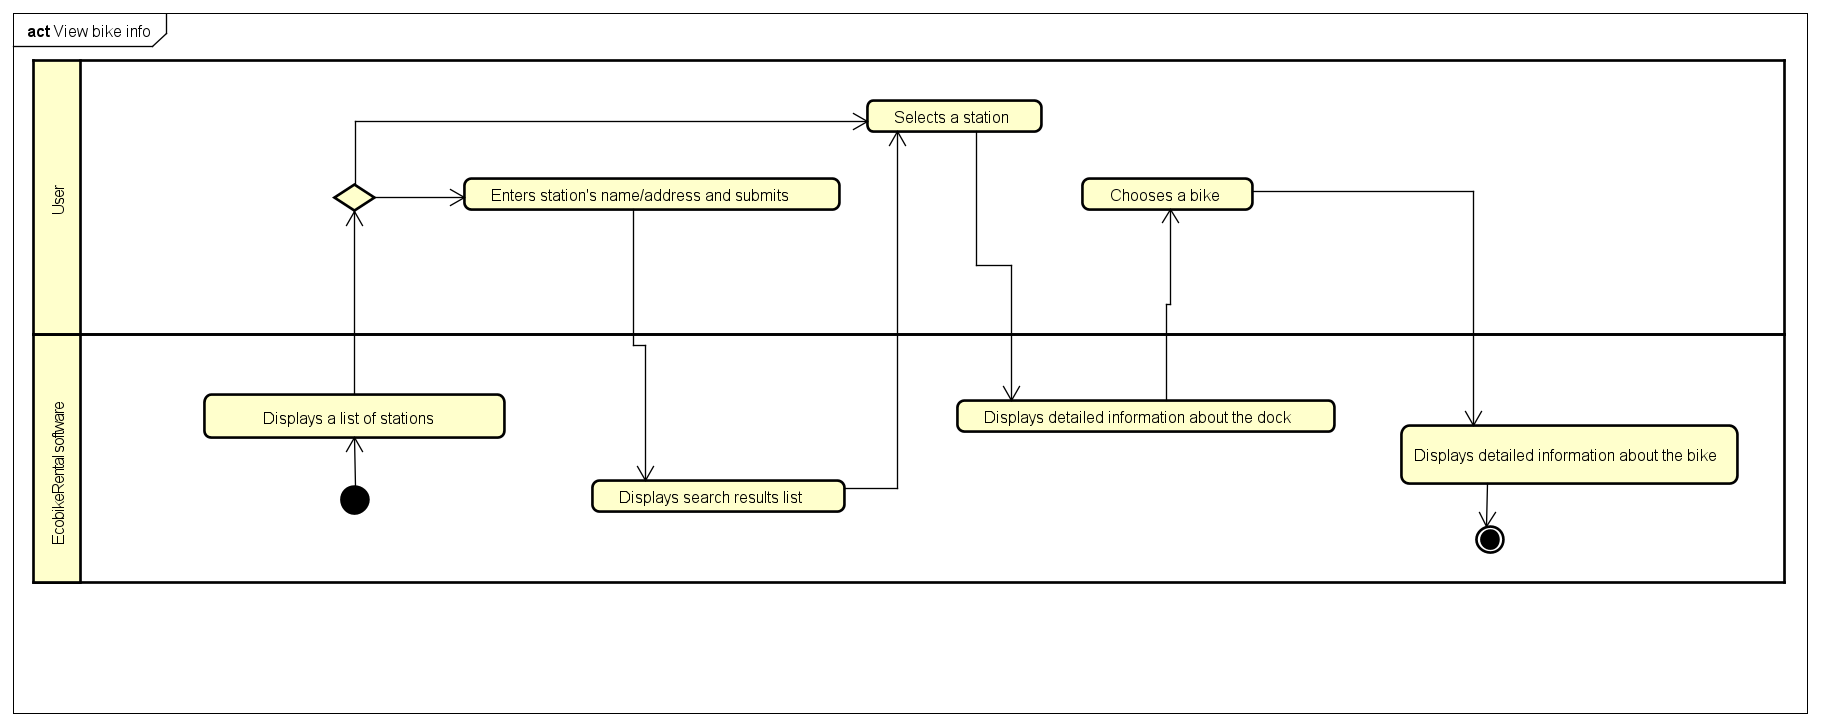 act View bike info
User
Selects a station
Enters station's name/address and submits
Chooses a bike
EcobikeRental software
Displays a list of stations
Displays detailed information about the dock
Displays detailed information about the bike
Displays search results list